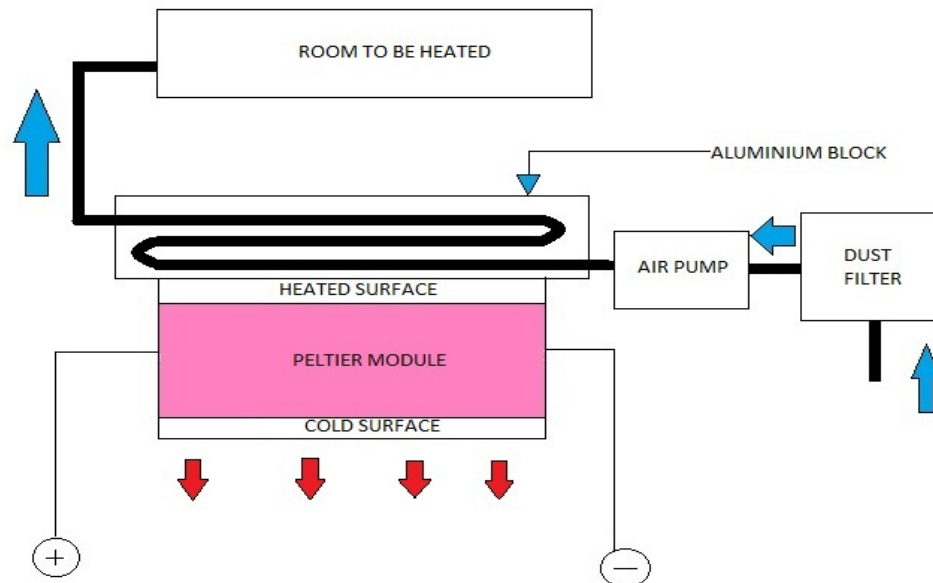 ROOM TO BE HEATED
ALUMINIUM BLOCK
AIR PUMP
DUST
FILTER
HEATED SURFACE
PELTIER MODULE
COLD SURFACE
+
—